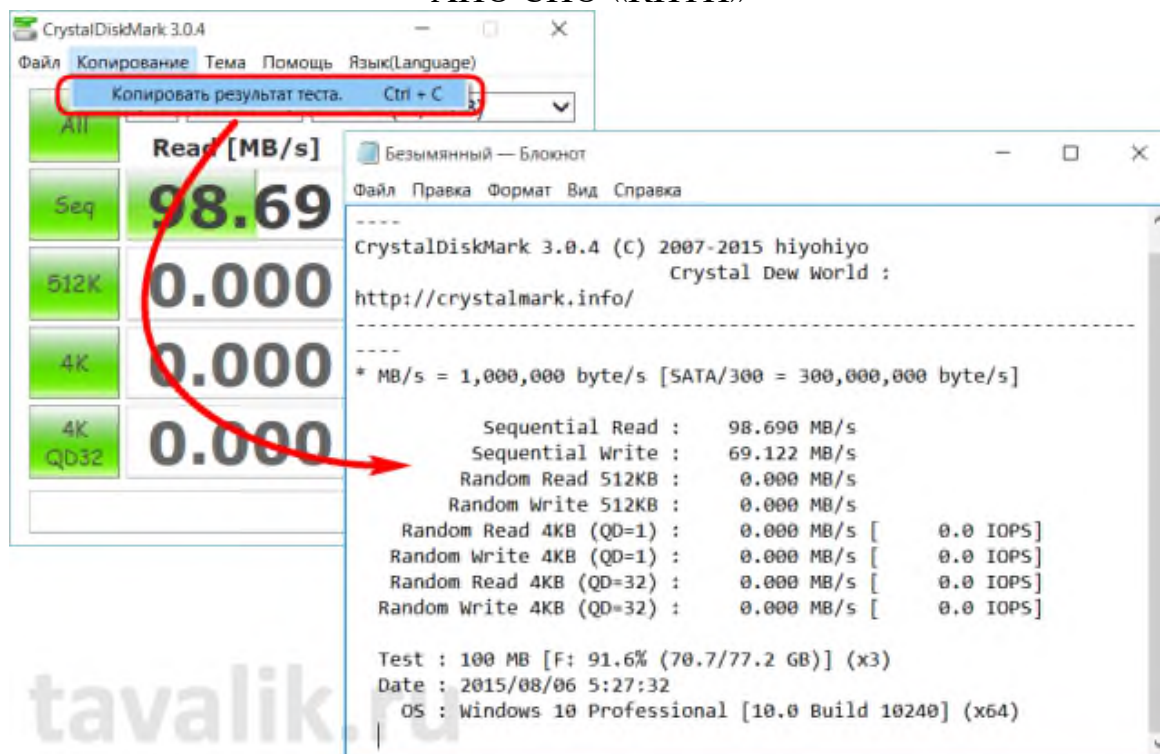 CrystalDiskMark 3.0.4
Файл Копирование Тема Помощь Язык(Language)
Копировать результат теста. Ctrl + C
All
Read [MB/s]
Seq 98.69
512K 0.000
4K 0.000
4K QD32 0.000
Безымянный — Блокнот
Файл Правка Формат Вид Справка
----
CrystalDiskMark 3.0.4 (C) 2007-2015 hiyohiyo
Crystal Dew World :
http://crystalmark.info/
-------------------------------------------------------------------
----
* MB/s = 1,000,000 byte/s [SATA/300 = 300,000,000 byte/s]
Sequential Read : 98.690 MB/s
Sequential Write : 69.122 MB/s
Random Read 512KB : 0.000 MB/s
Random Write 512KB : 0.000 MB/s
Random Read 4KB (QD=1) : 0.000 MB/s [ 0.0 IOPS]
Random Write 4KB (QD=1) : 0.000 MB/s [ 0.0 IOPS]
Random Read 4KB (QD=32) : 0.000 MB/s [ 0.0 IOPS]
Random Write 4KB (QD=32) : 0.000 MB/s [ 0.0 IOPS]
Test : 100 MB [F: 91.6% (70.7/77.2 GB)] (x3)
Date : 2015/08/06 5:27:32
OS : Windows 10 Professional [10.0 Build 10240] (x64)
tavalik.ru